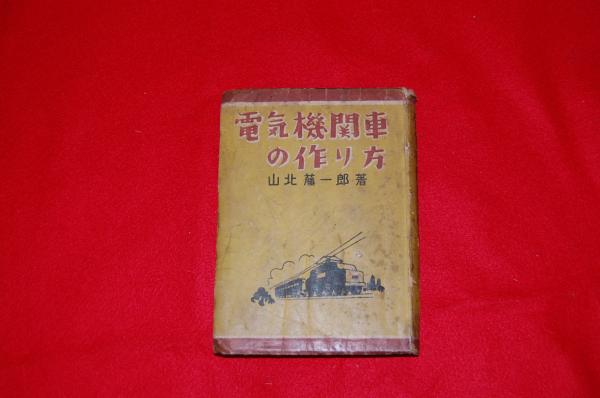 電気機関車
の作り方
山北藤一郎著